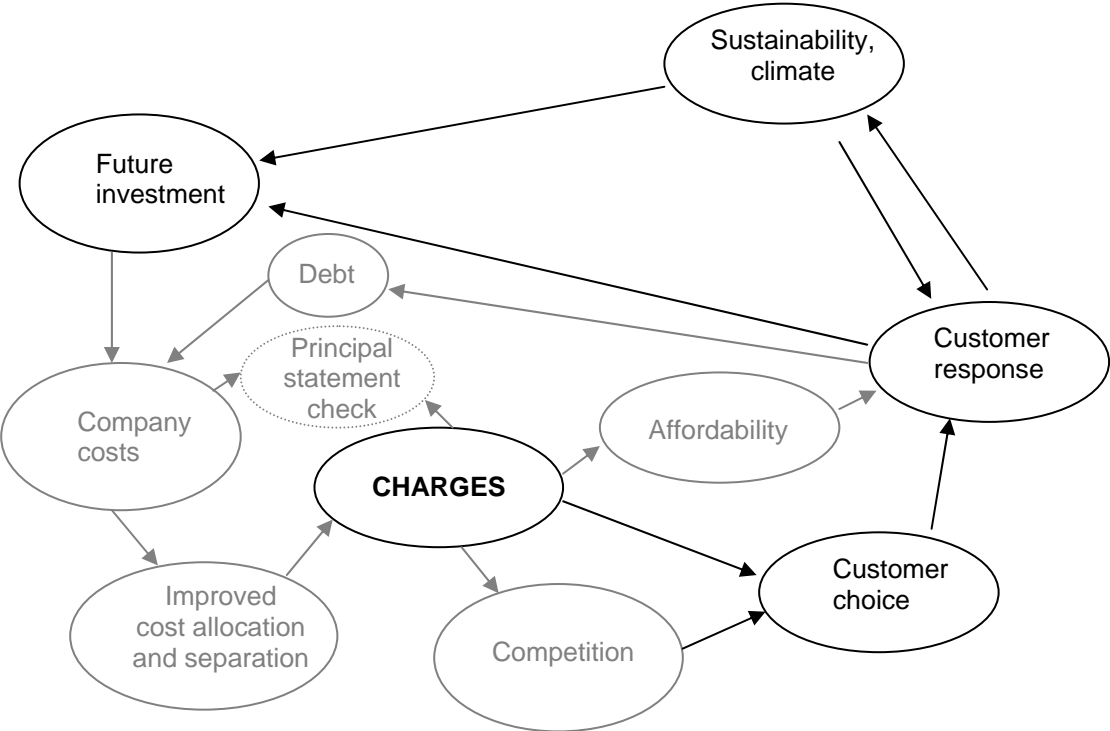 Sustainability,
climate
Future
investment
Debt
Principal
statement
check
Customer
response
Company
costs
Affordability
CHARGES
Customer
choice
Improved
cost allocation
and separation
Competition